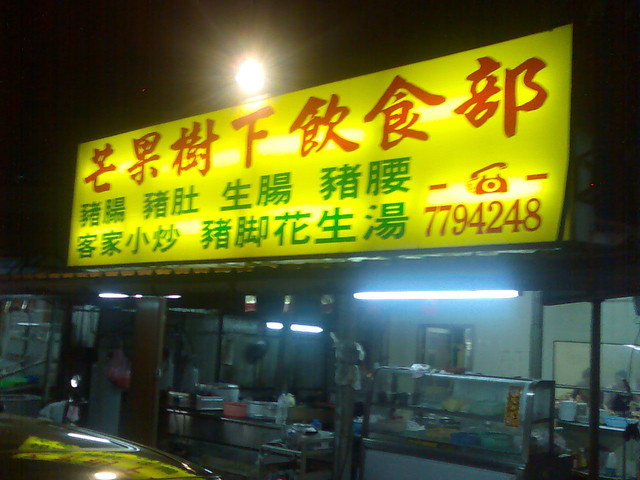 芒果樹下飲食部
豬腸 豬肚 生腸 豬腰
客家小炒 豬脚花生湯
- ☎ -
7794248